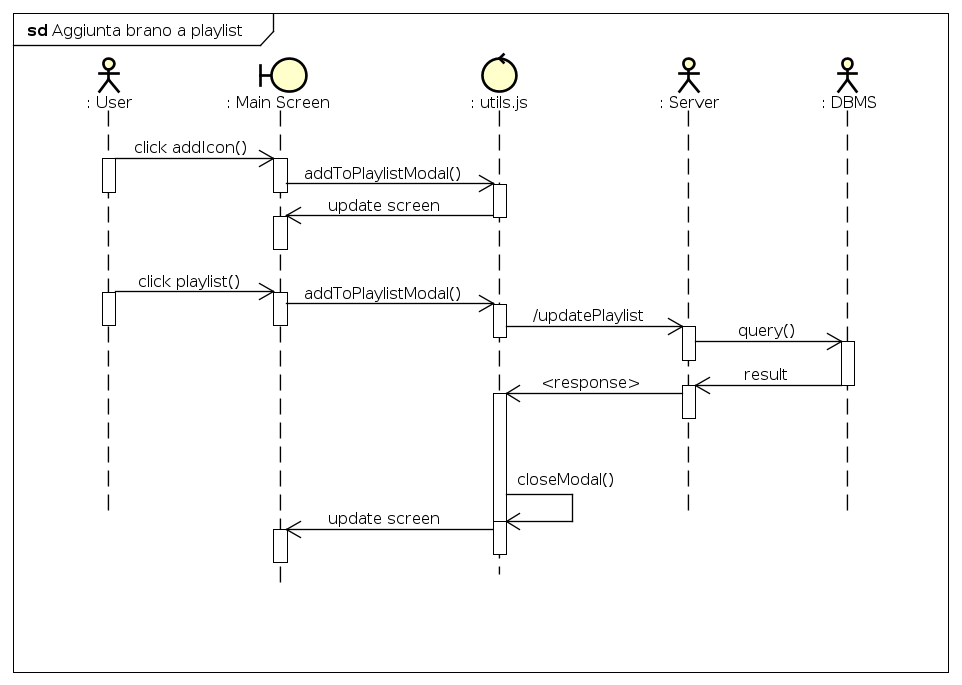 sd Aggiunta brano a playlist
: User
: Main Screen
: utils.js
: Server
: DBMS
click addIcon()
addToPlaylistModal()
update screen
click playlist()
addToPlaylistModal()
/updatePlaylist
query()
result
<response>
closeModal()
update screen